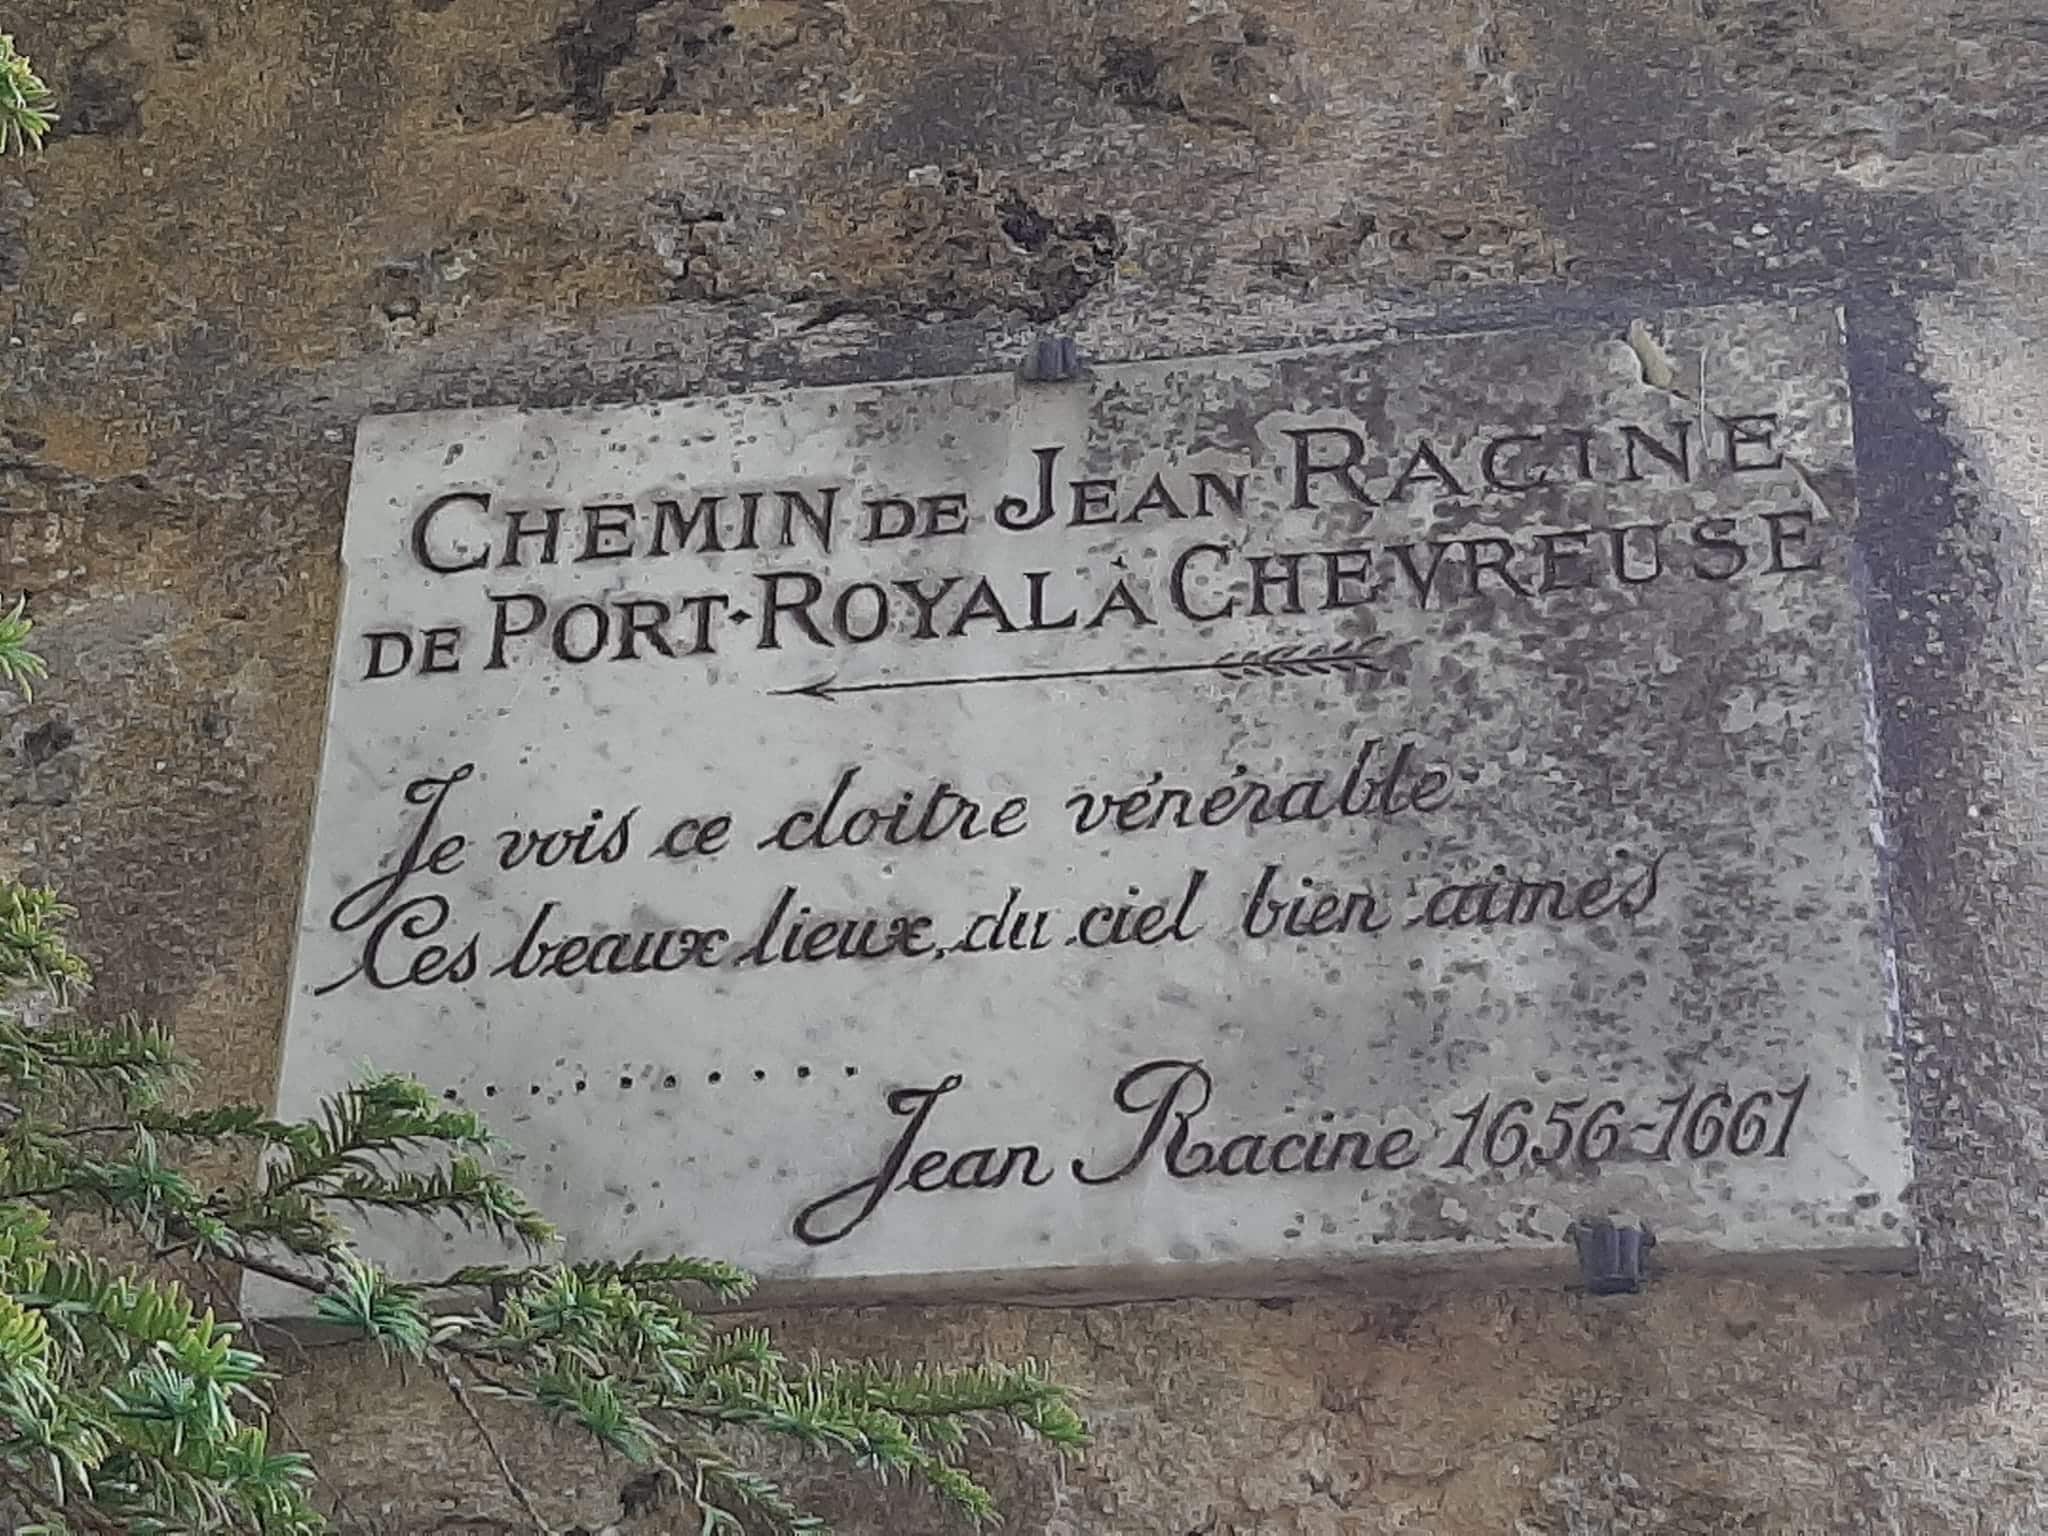 CHEMIN DE JEAN RACINE
DE PORT-ROYAL À CHEVREUSE
Je vois ce cloitre vénérable
Ces beaux lieux, du ciel bien aimes
..........
Jean Racine 1656-1661